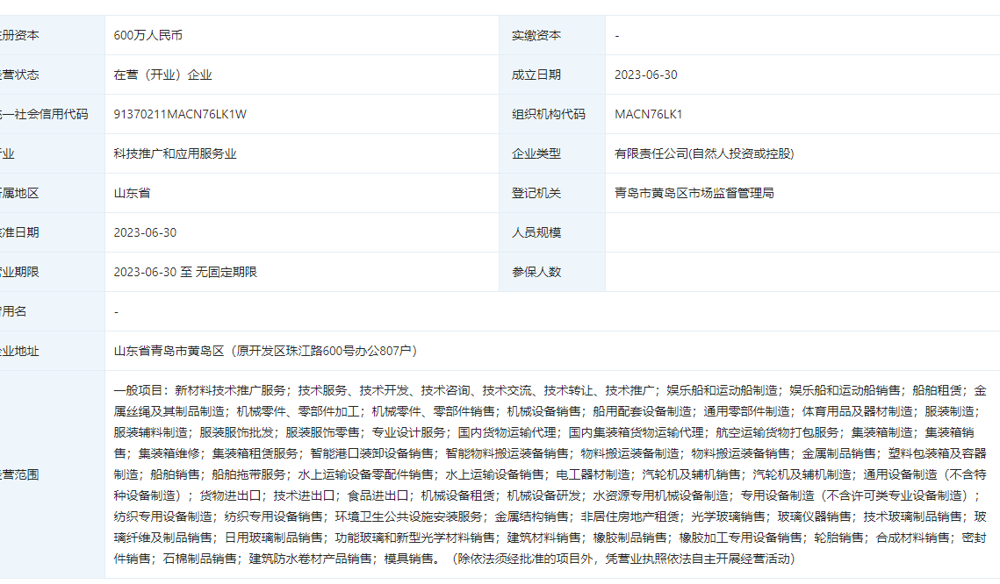 册资本 600万人民币 实缴资本 -
营状态 在营（开业）企业 成立日期 2023-06-30
一社会信用代码 91370211MACN76LK1W 组织机构代码 MACN76LK1
业 科技推广和应用服务业 企业类型 有限责任公司(自然人投资或控股)
属地区 山东省 登记机关 青岛市黄岛区市场监督管理局
准日期 2023-06-30 人员规模
业期限 2023-06-30 至 无固定期限 参保人数
用名 -
业地址 山东省青岛市黄岛区（原开发区珠江路600号办公807户）
一般项目：新材料技术推广服务；技术服务、技术开发、技术咨询、技术交流、技术转让、技术推广；娱乐船和运动船制造；娱乐船和运动船销售；船舶租赁；金
属丝绳及其制品制造；机械零件、零部件加工；机械零件、零部件销售；机械设备销售；船用配套设备制造；通用零部件制造；体育用品及器材制造；服装制造；
服装辅料制造；服装服饰批发；服装服饰零售；专业设计服务；国内货物运输代理；国内集装箱货物运输代理；航空运输货物打包服务；集装箱制造；集装箱销
售；集装箱维修；集装箱租赁服务；智能港口装卸设备销售；智能物料搬运装备销售；物料搬运装备制造；物料搬运装备销售；金属制品销售；塑料包装箱及容器
营范围 制造；船舶销售；船舶拖带服务；水上运输设备零配件销售；水上运输设备销售；电工器材制造；汽轮机及辅机销售；汽轮机及辅机制造；通用设备制造（不含特
种设备制造）；货物进出口；技术进出口；食品进出口；机械设备租赁；机械设备研发；水资源专用机械设备制造；专用设备制造（不含许可类专业设备制造）；
纺织专用设备制造；纺织专用设备销售；环境卫生公共设施安装服务；金属结构销售；非居住房地产租赁；光学玻璃销售；玻璃仪器销售；技术玻璃制品销售；玻
璃纤维及制品销售；日用玻璃制品销售；功能玻璃和新型光学材料销售；建筑材料销售；橡胶制品销售；橡胶加工专用设备销售；轮胎销售；合成材料销售；密封
件销售；石棉制品销售；建筑防水卷材产品销售；模具销售。（除依法须经批准的项目外，凭营业执照依法自主开展经营活动）